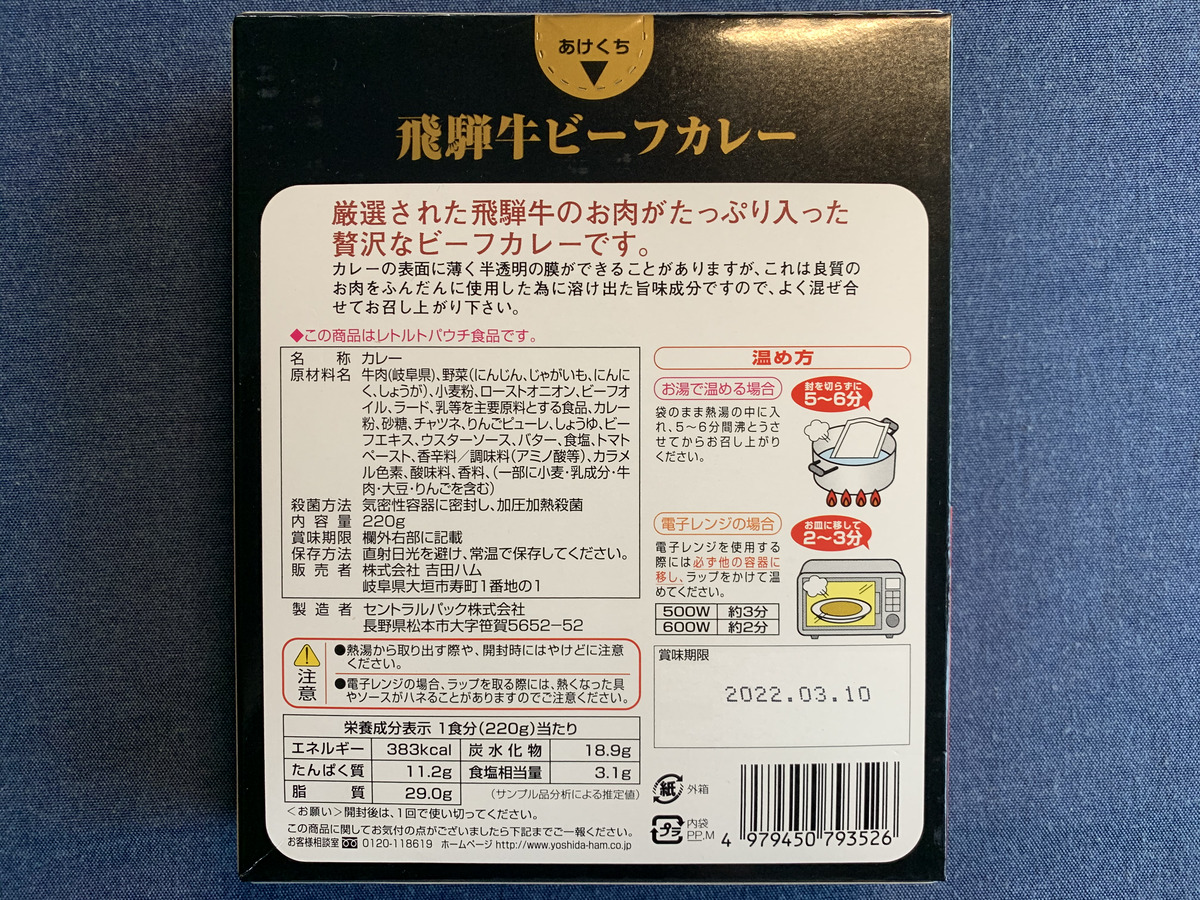 あけくち
飛騨牛ビーフカレー
厳選された飛騨牛のお肉がたっぷり入った
贅沢なビーフカレーです。
カレーの表面に薄く半透明の膜ができることがありますが、これは良質の
お肉をふんだんに使用した為に溶け出た旨味成分ですので、よく混ぜ合
せてお召し上がり下さい。
◆この商品はレトルトパウチ食品です。
名称 カレー
原材料名 牛肉(岐阜県)、野菜(にんじん、じゃがいも、にんに
く、しょうが)、小麦粉、ローストオニオン、ビーフオ
イル、ラード、乳等を主要原料とする食品、カレー
粉、砂糖、チャツネ、りんごピューレ、しょうゆ、ビー
フエキス、ウスターソース、バター、食塩、トマト
ペースト、香辛料/調味料(アミノ酸等)、カラメ
ル色素、酸味料、香料、(一部に小麦・乳成分・牛
肉・大豆・りんごを含む)
殺菌方法 気密性容器に密封し、加圧加熱殺菌
内容量 220g
賞味期限 欄外右部に記載
保存方法 直射日光を避け、常温で保存してください。
販売者 株式会社 吉田ハム
岐阜県大垣市寿町1番地の1
製造者 セントラルパック株式会社
長野県松本市大字笹賀5652-52
注意
●熱湯から取り出す際や、開封時にはやけどに注意
ください。
●電子レンジの場合、ラップを取る際には、熱くなった具
やソースがハネることがありますのでご注意ください。
栄養成分表示 1食分(220g)当たり
エネルギー 383kcal 炭水化物 18.9g
たんぱく質 11.2g 食塩相当量 3.1g
脂質 29.0g (サンプル品分析による推定値)
<お願い>開封後は、1回で使い切ってください。
この商品に関してお気付の点がございましたら下記までご一報ください。
お客様相談室 0120-118619 ホームページ http://www.yoshida-ham.co.jp
温め方
お湯で温める場合
封を切らずに
5〜6分
袋のまま熱湯の中に入
れ、5〜6分間沸とうさ
せてからお召し上がり
ください。
電子レンジの場合
お皿に移して
2〜3分
電子レンジを使用する
際には必ず他の容器に
移し、ラップをかけて温
めてください。
500W 約3分
600W 約2分
賞味期限
2022.03.10
紙 外箱
プラ 内袋
PP,M
4 979450 793526